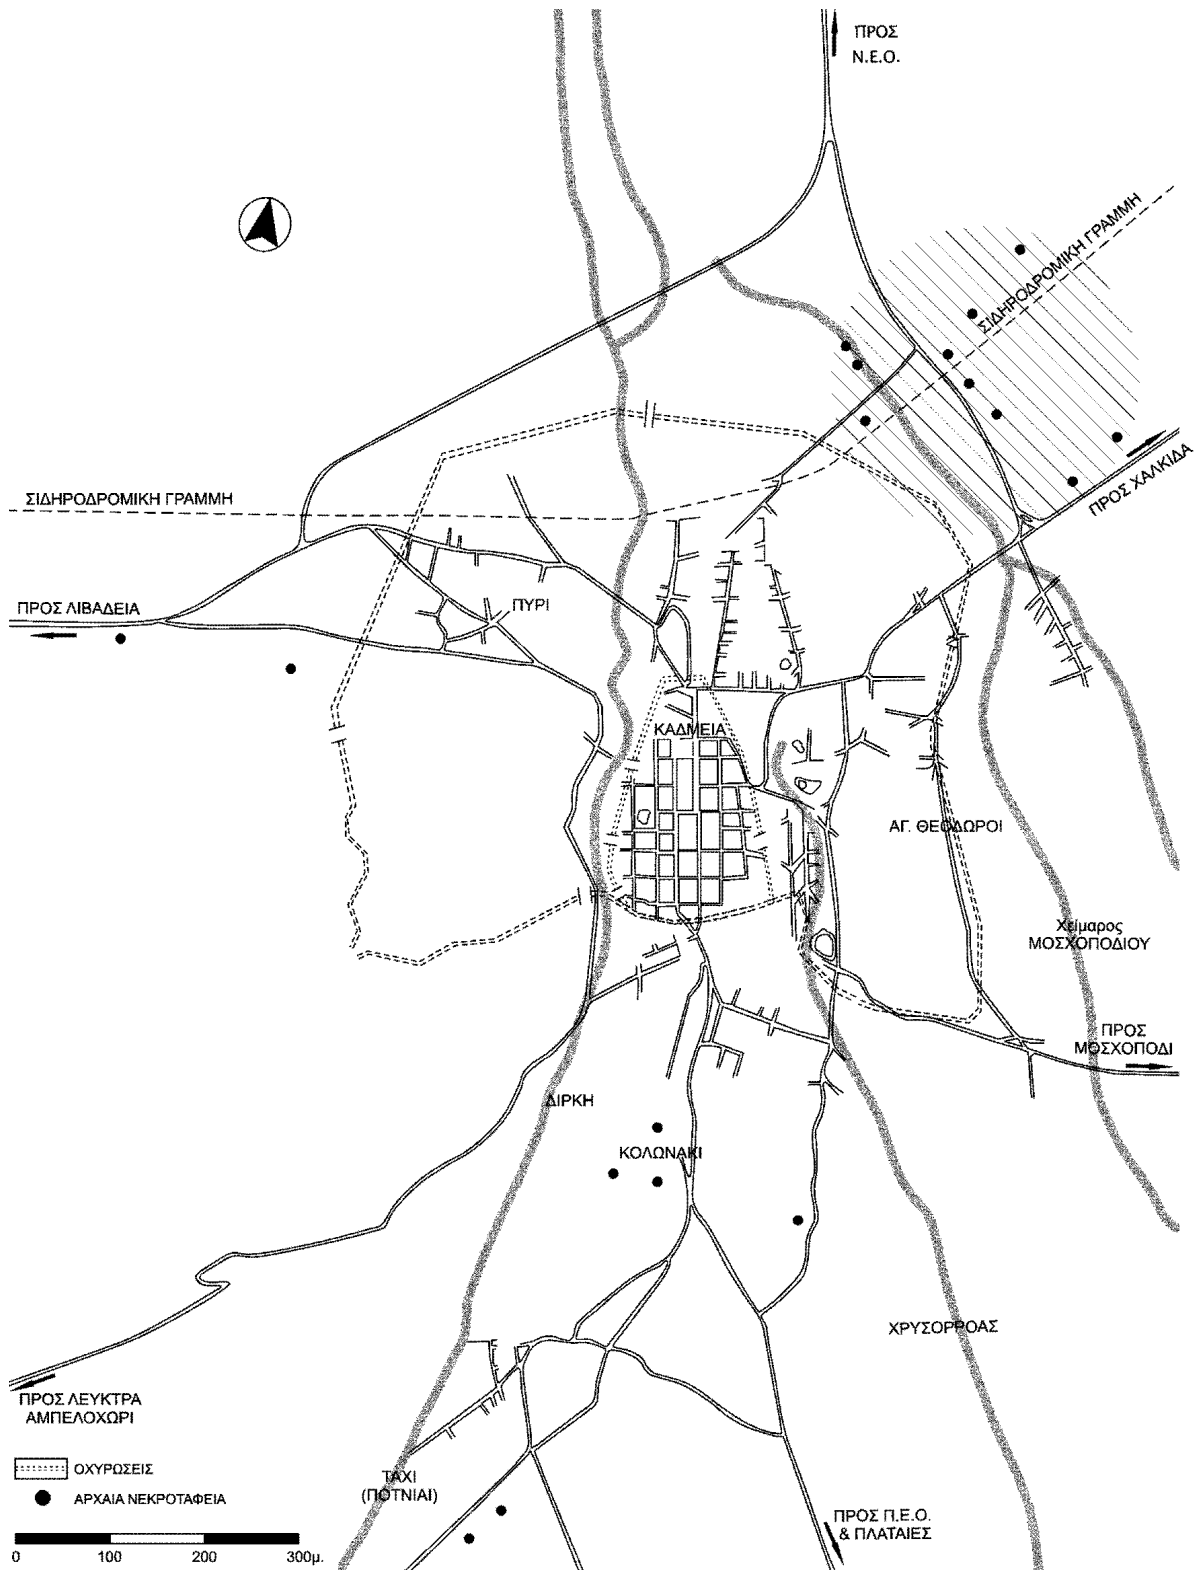 ΠΡΟΣ
Ν.Ε.Ο.
ΣΙΔΗΡΟΔΡΟΜΙΚΗ ΓΡΑΜΜΗ
ΣΙΔΗΡΟΔΡΟΜΙΚΗ ΓΡΑΜΜΗ
ΠΡΟΣ ΧΑΛΚΙΔΑ
ΠΡΟΣ ΛΙΒΑΔΕΙΑ
ΠΥΡΙ
ΚΑΔΜΕΙΑ
ΑΓ. ΘΕΟΔΩΡΟΙ
Χείμαρος
ΜΟΣΧΟΠΟΔΙΟΥ
ΠΡΟΣ
ΜΟΣΧΟΠΟΔΙ
ΔΙΡΚΗ
ΚΟΛΩΝΑΚΙ
ΧΡΥΣΟΡΡΟΑΣ
ΠΡΟΣ ΛΕΥΚΤΡΑ
ΑΜΠΕΛΟΧΩΡΙ
ΤΑΧΙ
(ΠΟΤΝΙΑΙ)
ΠΡΟΣ Π.Ε.Ο.
& ΠΛΑΤΑΙΕΣ
ΟΧΥΡΩΣΕΙΣ
ΑΡΧΑΙΑ ΝΕΚΡΟΤΑΦΕΙΑ
0 100 200 300μ.